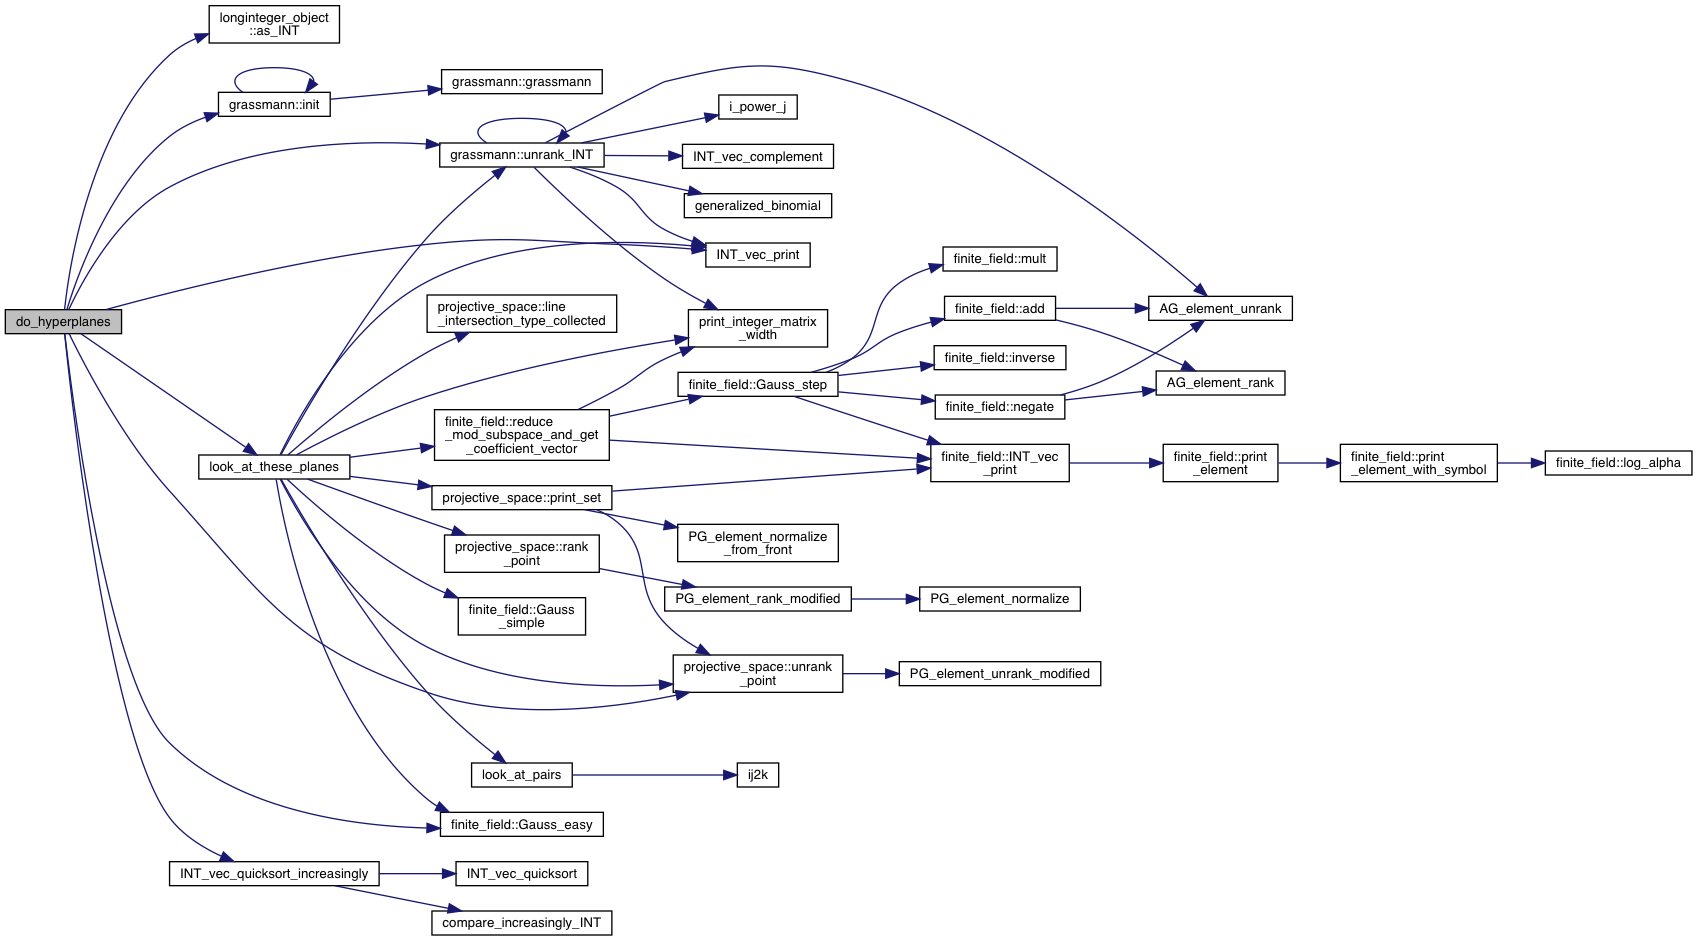 do_hyperplanes
longinteger_object
::as_INT
grassmann::init
grassmann::grassmann
grassmann::unrank_INT
i_power_j
INT_vec_complement
generalized_binomial
INT_vec_print
projective_space::line
_intersection_type_collected
print_integer_matrix
_width
finite_field::mult
finite_field::add
AG_element_unrank
finite_field::inverse
finite_field::Gauss_step
AG_element_rank
finite_field::negate
finite_field::reduce
_mod_subspace_and_get
_coefficient_vector
look_at_these_planes
finite_field::INT_vec
_print
finite_field::print
_element
finite_field::print
_element_with_symbol
finite_field::log_alpha
projective_space::print_set
PG_element_normalize
_from_front
projective_space::rank
_point
PG_element_rank_modified
PG_element_normalize
finite_field::Gauss
_simple
projective_space::unrank
_point
PG_element_unrank_modified
look_at_pairs
ij2k
finite_field::Gauss_easy
INT_vec_quicksort_increasingly
INT_vec_quicksort
compare_increasingly_INT